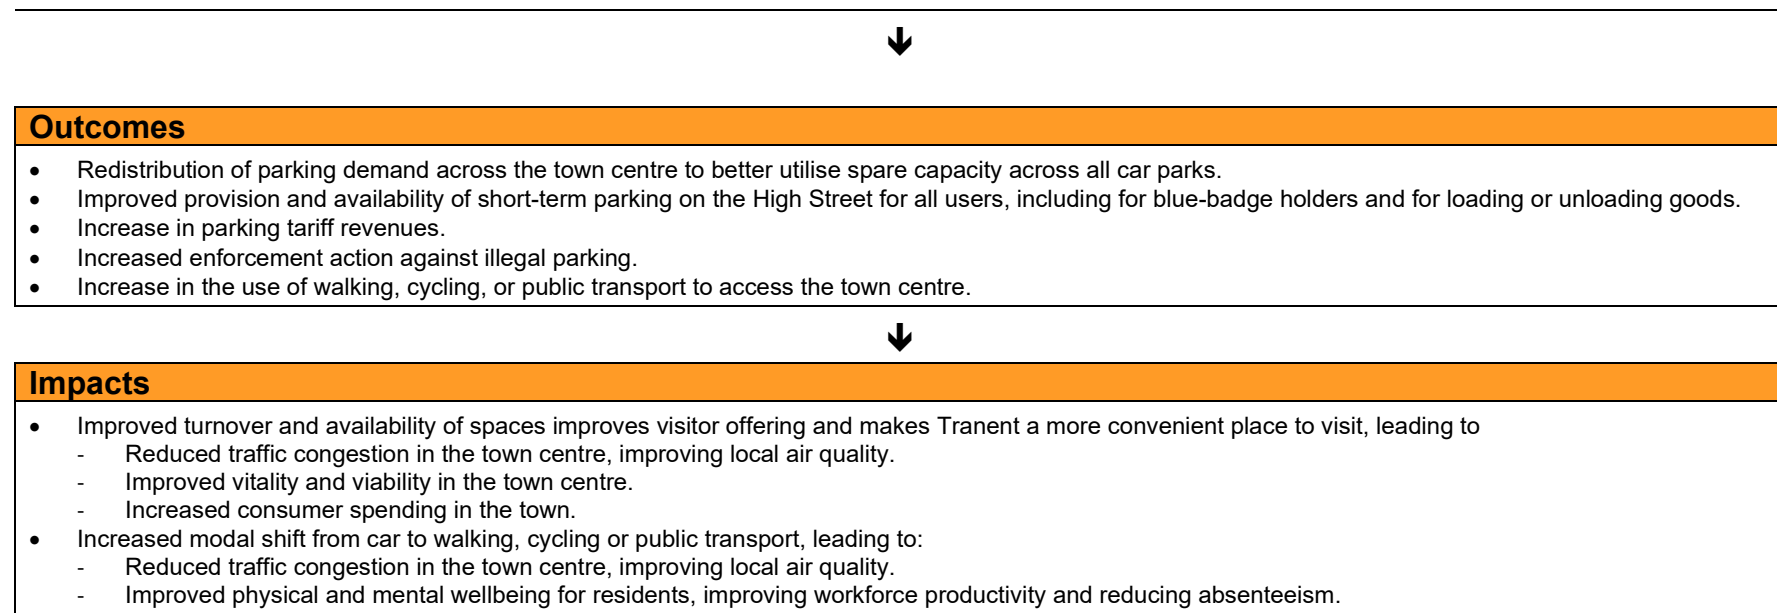 Outcomes
• Redistribution of parking demand across the town centre to better utilise spare capacity across all car parks.
• Improved provision and availability of short-term parking on the High Street for all users, including for blue-badge holders and for loading or unloading goods.
• Increase in parking tariff revenues.
• Increased enforcement action against illegal parking.
• Increase in the use of walking, cycling, or public transport to access the town centre.
Impacts
• Improved turnover and availability of spaces improves visitor offering and makes Tranent a more convenient place to visit, leading to
- Reduced traffic congestion in the town centre, improving local air quality.
- Improved vitality and viability in the town centre.
- Increased consumer spending in the town.
• Increased modal shift from car to walking, cycling or public transport, leading to:
- Reduced traffic congestion in the town centre, improving local air quality.
- Improved physical and mental wellbeing for residents, improving workforce productivity and reducing absenteeism.